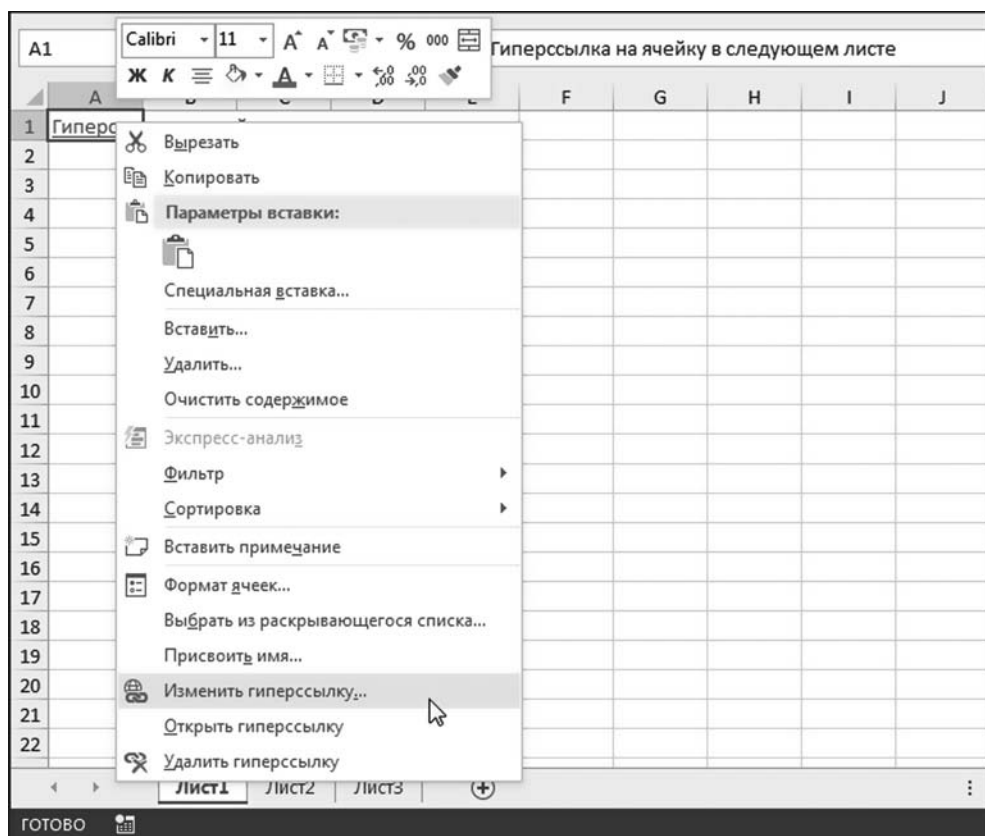 Calibri 11 A A % 000
A1 Гиперссылка на ячейку в следующем листе
Ж К А ,00 ,00
A F G H I J
1 Гиперс
Вырезать
2
Копировать
3
4 Параметры вставки:
5
6
Специальная вставка...
7
8 Вставить...
9 Удалить...
10 Очистить содержимое
11
12 Экспресс-анализ
13 Фильтр
14 Сортировка
15 Вставить примечание
16
17 Формат ячеек...
18 Выбрать из раскрывающегося списка...
19 Присвоить имя...
20 Изменить гиперссылку...
21 Открыть гиперссылку
22
Удалить гиперссылку
Лист1 Лист2 Лист3
ГОТОВО